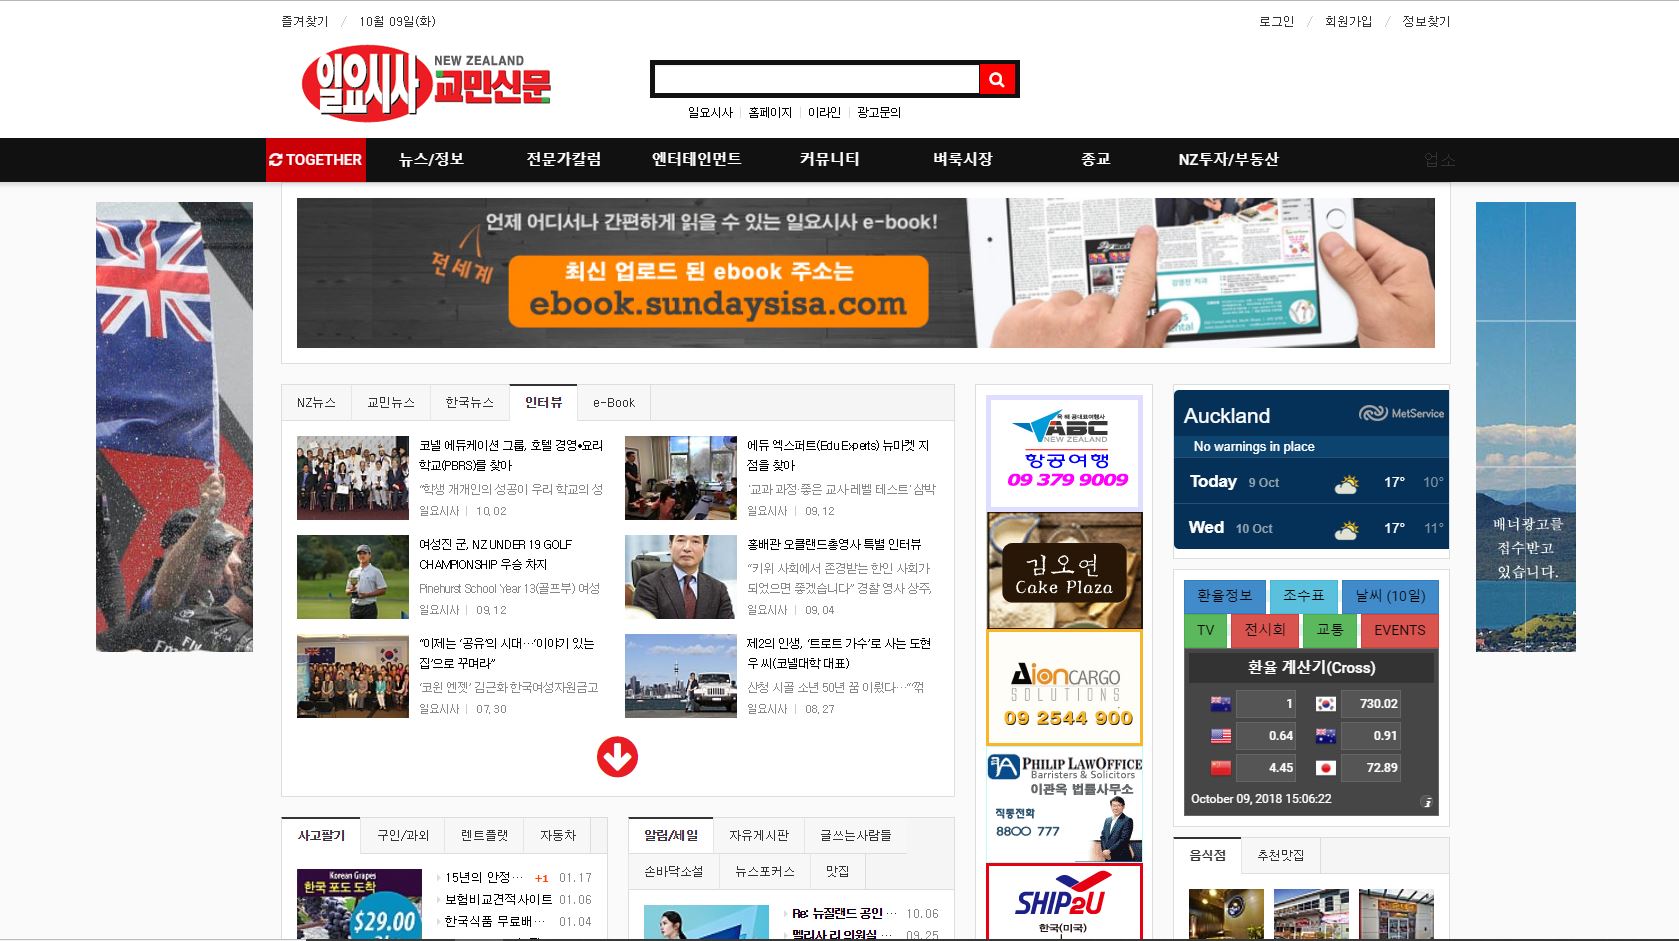 즐겨찾기 / 10월 09일(화)
로그인 / 회원가입 / 정보찾기
일요시사 NEW ZEALAND 교민신문
일요시사 | 홈페이지 | 이라인 | 광고문의
TOGETHER 뉴스/정보 전문가칼럼 엔터테인먼트 커뮤니티 벼룩시장 종교 NZ투자/부동산 업소
언제 어디서나 간편하게 읽을 수 있는 일요시사 e-book!
전세계
최신 업로드 된 ebook 주소는
ebook.sundaysisa.com
NZ뉴스 교민뉴스 한국뉴스 인터뷰 e-Book
코넬 에듀케이션 그룹, 호텔 경영•요리
학교(PBRS)를 찾아
“학생 개개인의 성공이 우리 학교의 성
일요시사 | 10, 02
에듀 엑스퍼트(Edu Experts) 뉴마켓 지
점을 찾아
‘교과 과정·좋은 교사·레벨 테스트’ 삼박
일요시사 | 09, 12
여성진 군, NZ UNDER 19 GOLF
CHAMPIONSHIP 우승 차지
Pinehurst School Year 13(골프부) 여성
일요시사 | 09, 12
홍배관 오클랜드총영사 특별 인터뷰
“키위 사회에서 존경받는 한인 사회가
되었으면 좋겠습니다” 경찰 영사 상주,
일요시사 | 09, 04
“이제는 ‘공유’의 시대…‘이야기 있는
집’으로 꾸며라”
‘코윈 엔젯’ 김근화 한국여성자원금고
일요시사 | 07, 30
제2의 인생, ‘트로트 가수’로 사는 도현
우 씨(코넬대학 대표)
산청 시골 소년 50년 꿈 이뤘다…“‘꺾
일요시사 | 08, 27
ABC
NEW ZEALAND
항공여행
09 379 9009
김오연
Cake Plaza
Aion CARGO
SOLUTIONS
09 2544 900
PHILIP LAWOFFICE
Barristers & Solicitors
이관옥 법률사무소
직통전화
8800 777
SHIP2U
한국(미국)
Auckland MetService
No warnings in place
Today 9 Oct 17° 10°
Wed 10 Oct 17° 11°
환율정보 조수표 날씨 (10일)
TV 전시회 교통 EVENTS
환율 계산기(Cross)
1 730.02
0.64 0.91
4.45 72.89
October 09, 2018 15:06:22
배너광고를
접수받고
있습니다.
사고팔기 구인/과외 렌트플랫 자동차
Korean Grapes
한국 포도 도착
$29.00
15년의 안정… +1 01.17
보험비교견적사이트 01.06
한국식품 무료배… 01.04
알림/세일 자유게시판 글쓰는사람들
손바닥소설 뉴스포커스 맛집
Re: 뉴질랜드 공인 … 10.06
멜리사 리 의원실 … 09.25
음식점 추천맛집